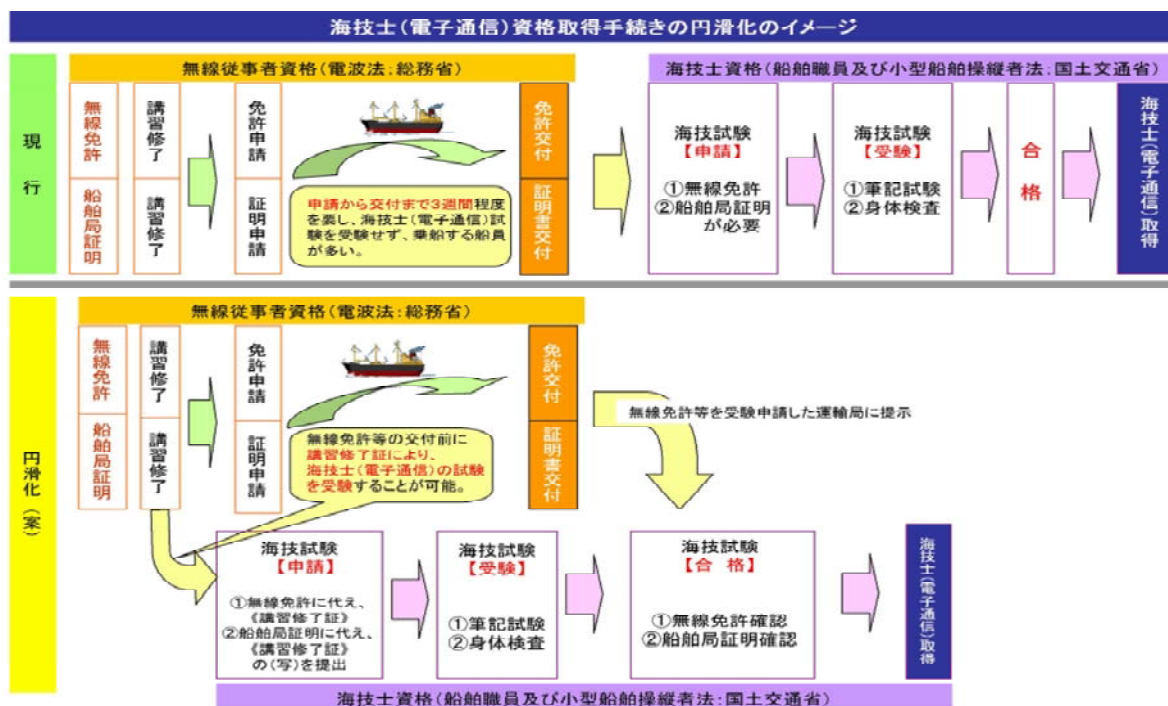 海技士(電子通信)資格取得手続きの円滑化のイメージ
現行
無線従事者資格(電波法:総務省)
無線免許
船舶局証明
講習修了
講習修了
免許申請
証明申請
申請から交付まで3週間程度
を要し、海技士(電子通信)試
験を受験せず、乗船する船員
が多い。
免許交付
証明書交付
海技士資格(船舶職員及び小型船舶操縦者法:国土交通省)
海技試験
【申請】
①無線免許
②船舶局証明
が必要
海技試験
【受験】
①筆記試験
②身体検査
合格
海技士(電子通信)取得
円滑化(案)
無線従事者資格(電波法:総務省)
無線免許
船舶局証明
講習修了
講習修了
免許申請
証明申請
無線免許等の交付前に
講習修了証により、
海技士(電子通信)の試験
を受験することが可能。
免許交付
証明書交付
無線免許等を受験申請した運輸局に提示
海技試験
【申請】
①無線免許に代え、
《講習修了証》
②船舶局証明に代え、
《講習修了証》
の(写)を提出
海技試験
【受験】
①筆記試験
②身体検査
海技試験
【合 格】
①無線免許確認
②船舶局証明確認
海技士(電子通信)取得
海技士資格(船舶職員及び小型船舶操縦者法:国土交通省)